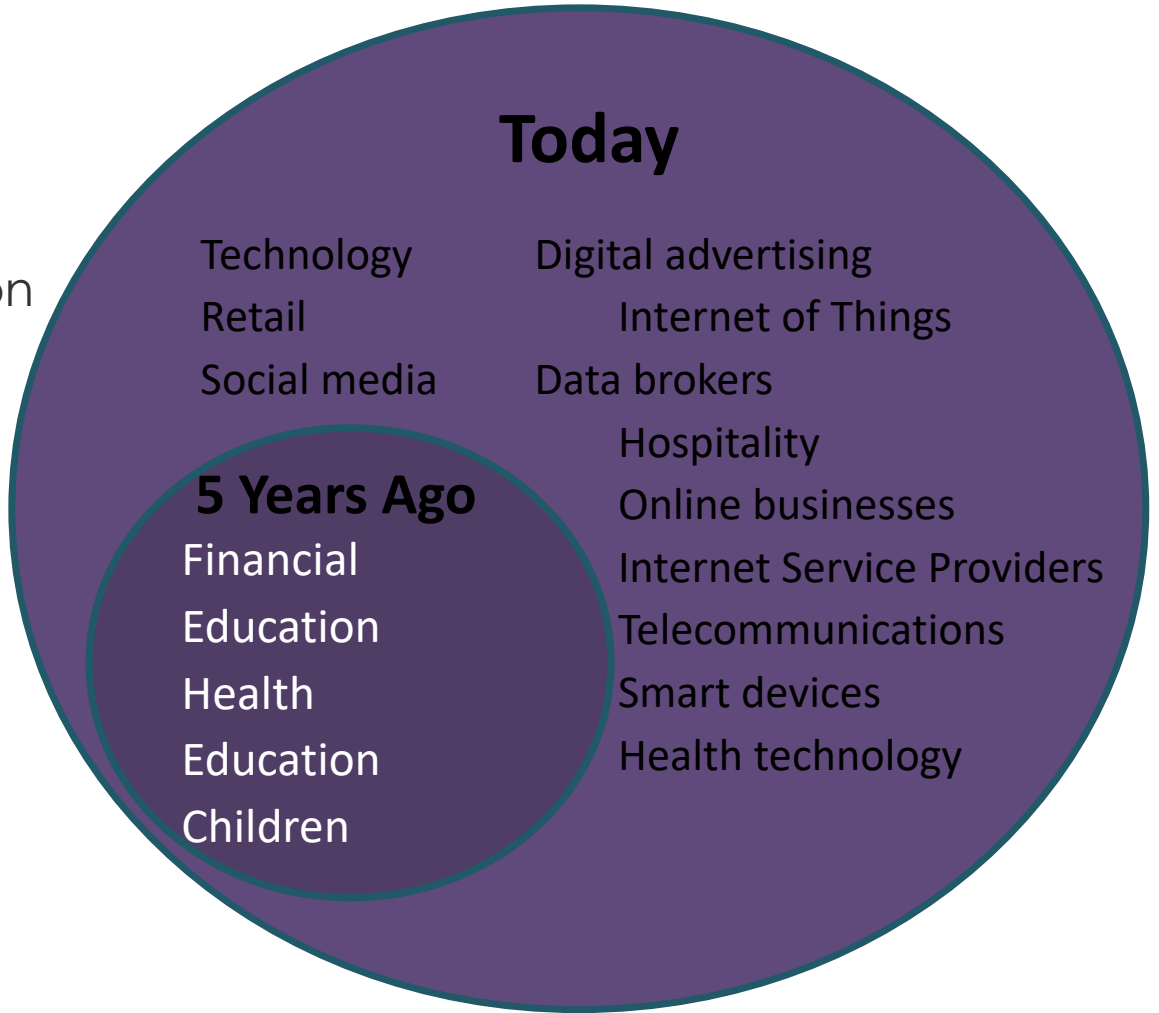 Today
on
Technology
Retail
Social media
Digital advertising
Internet of Things
Data brokers
Hospitality
Online businesses
Internet Service Providers
Telecommunications
Smart devices
Health technology
5 Years Ago
Financial
Education
Health
Education
Children